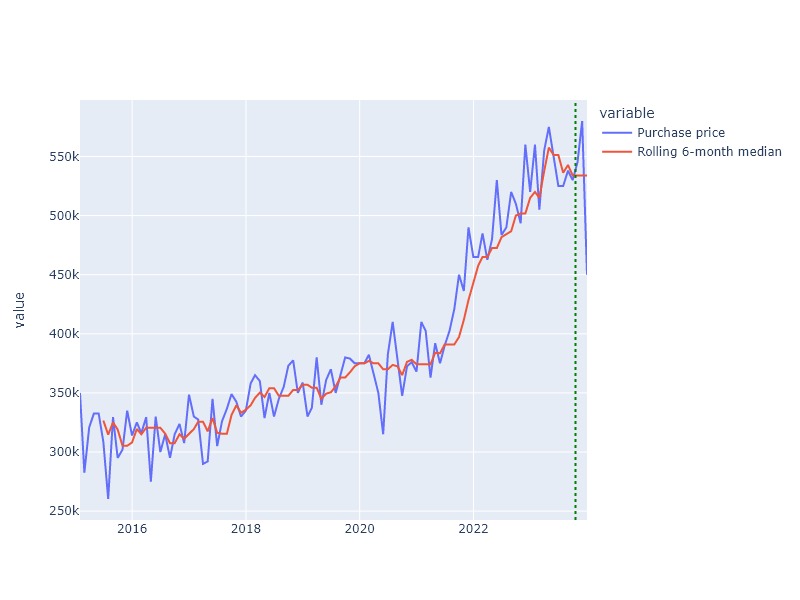 variable
Purchase price
Rolling 6-month median
550k
500k
450k
400k
350k
300k
250k
value
2016
2018
2020
2022